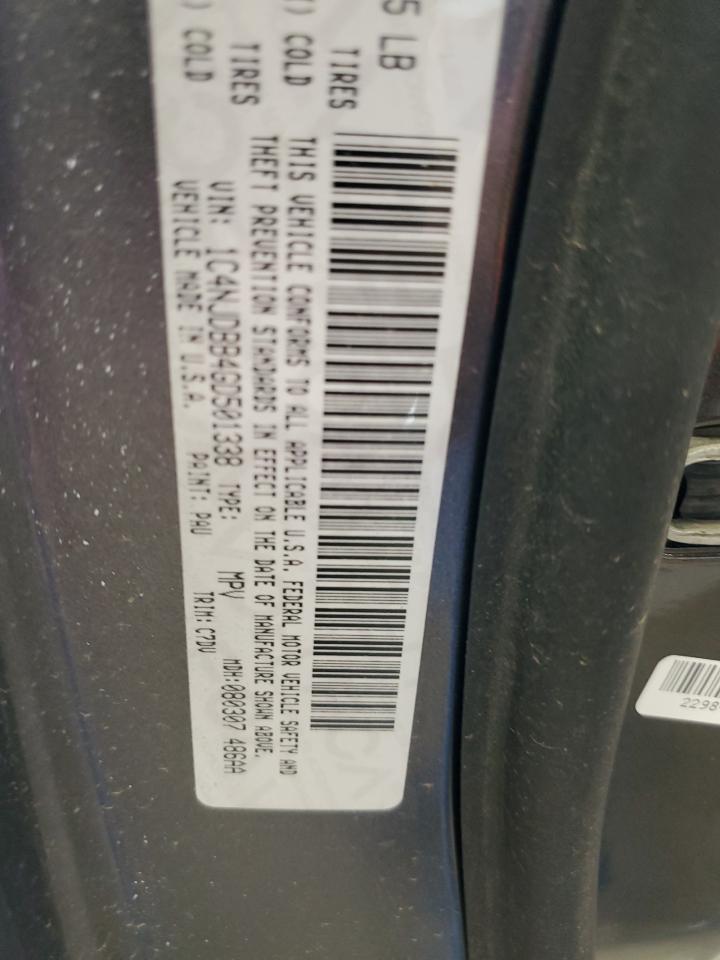 5 LB
TIRES
) COLD
TIRES
) COLD
THIS VEHICLE CONFORMS TO ALL APPLICABLE U.S.A. FEDERAL MOTOR VEHICLE SAFETY AND
THEFT PREVENTION STANDARDS IN EFFECT ON THE DATE OF MANUFACTURE SHOWN ABOVE.
VIN: 1C4NJDBB4GD501338 TYPE: MPV MDH:080307 486AA
VEHICLE MADE IN U.S.A. PAINT: PAU TRIM: C7DV
2298